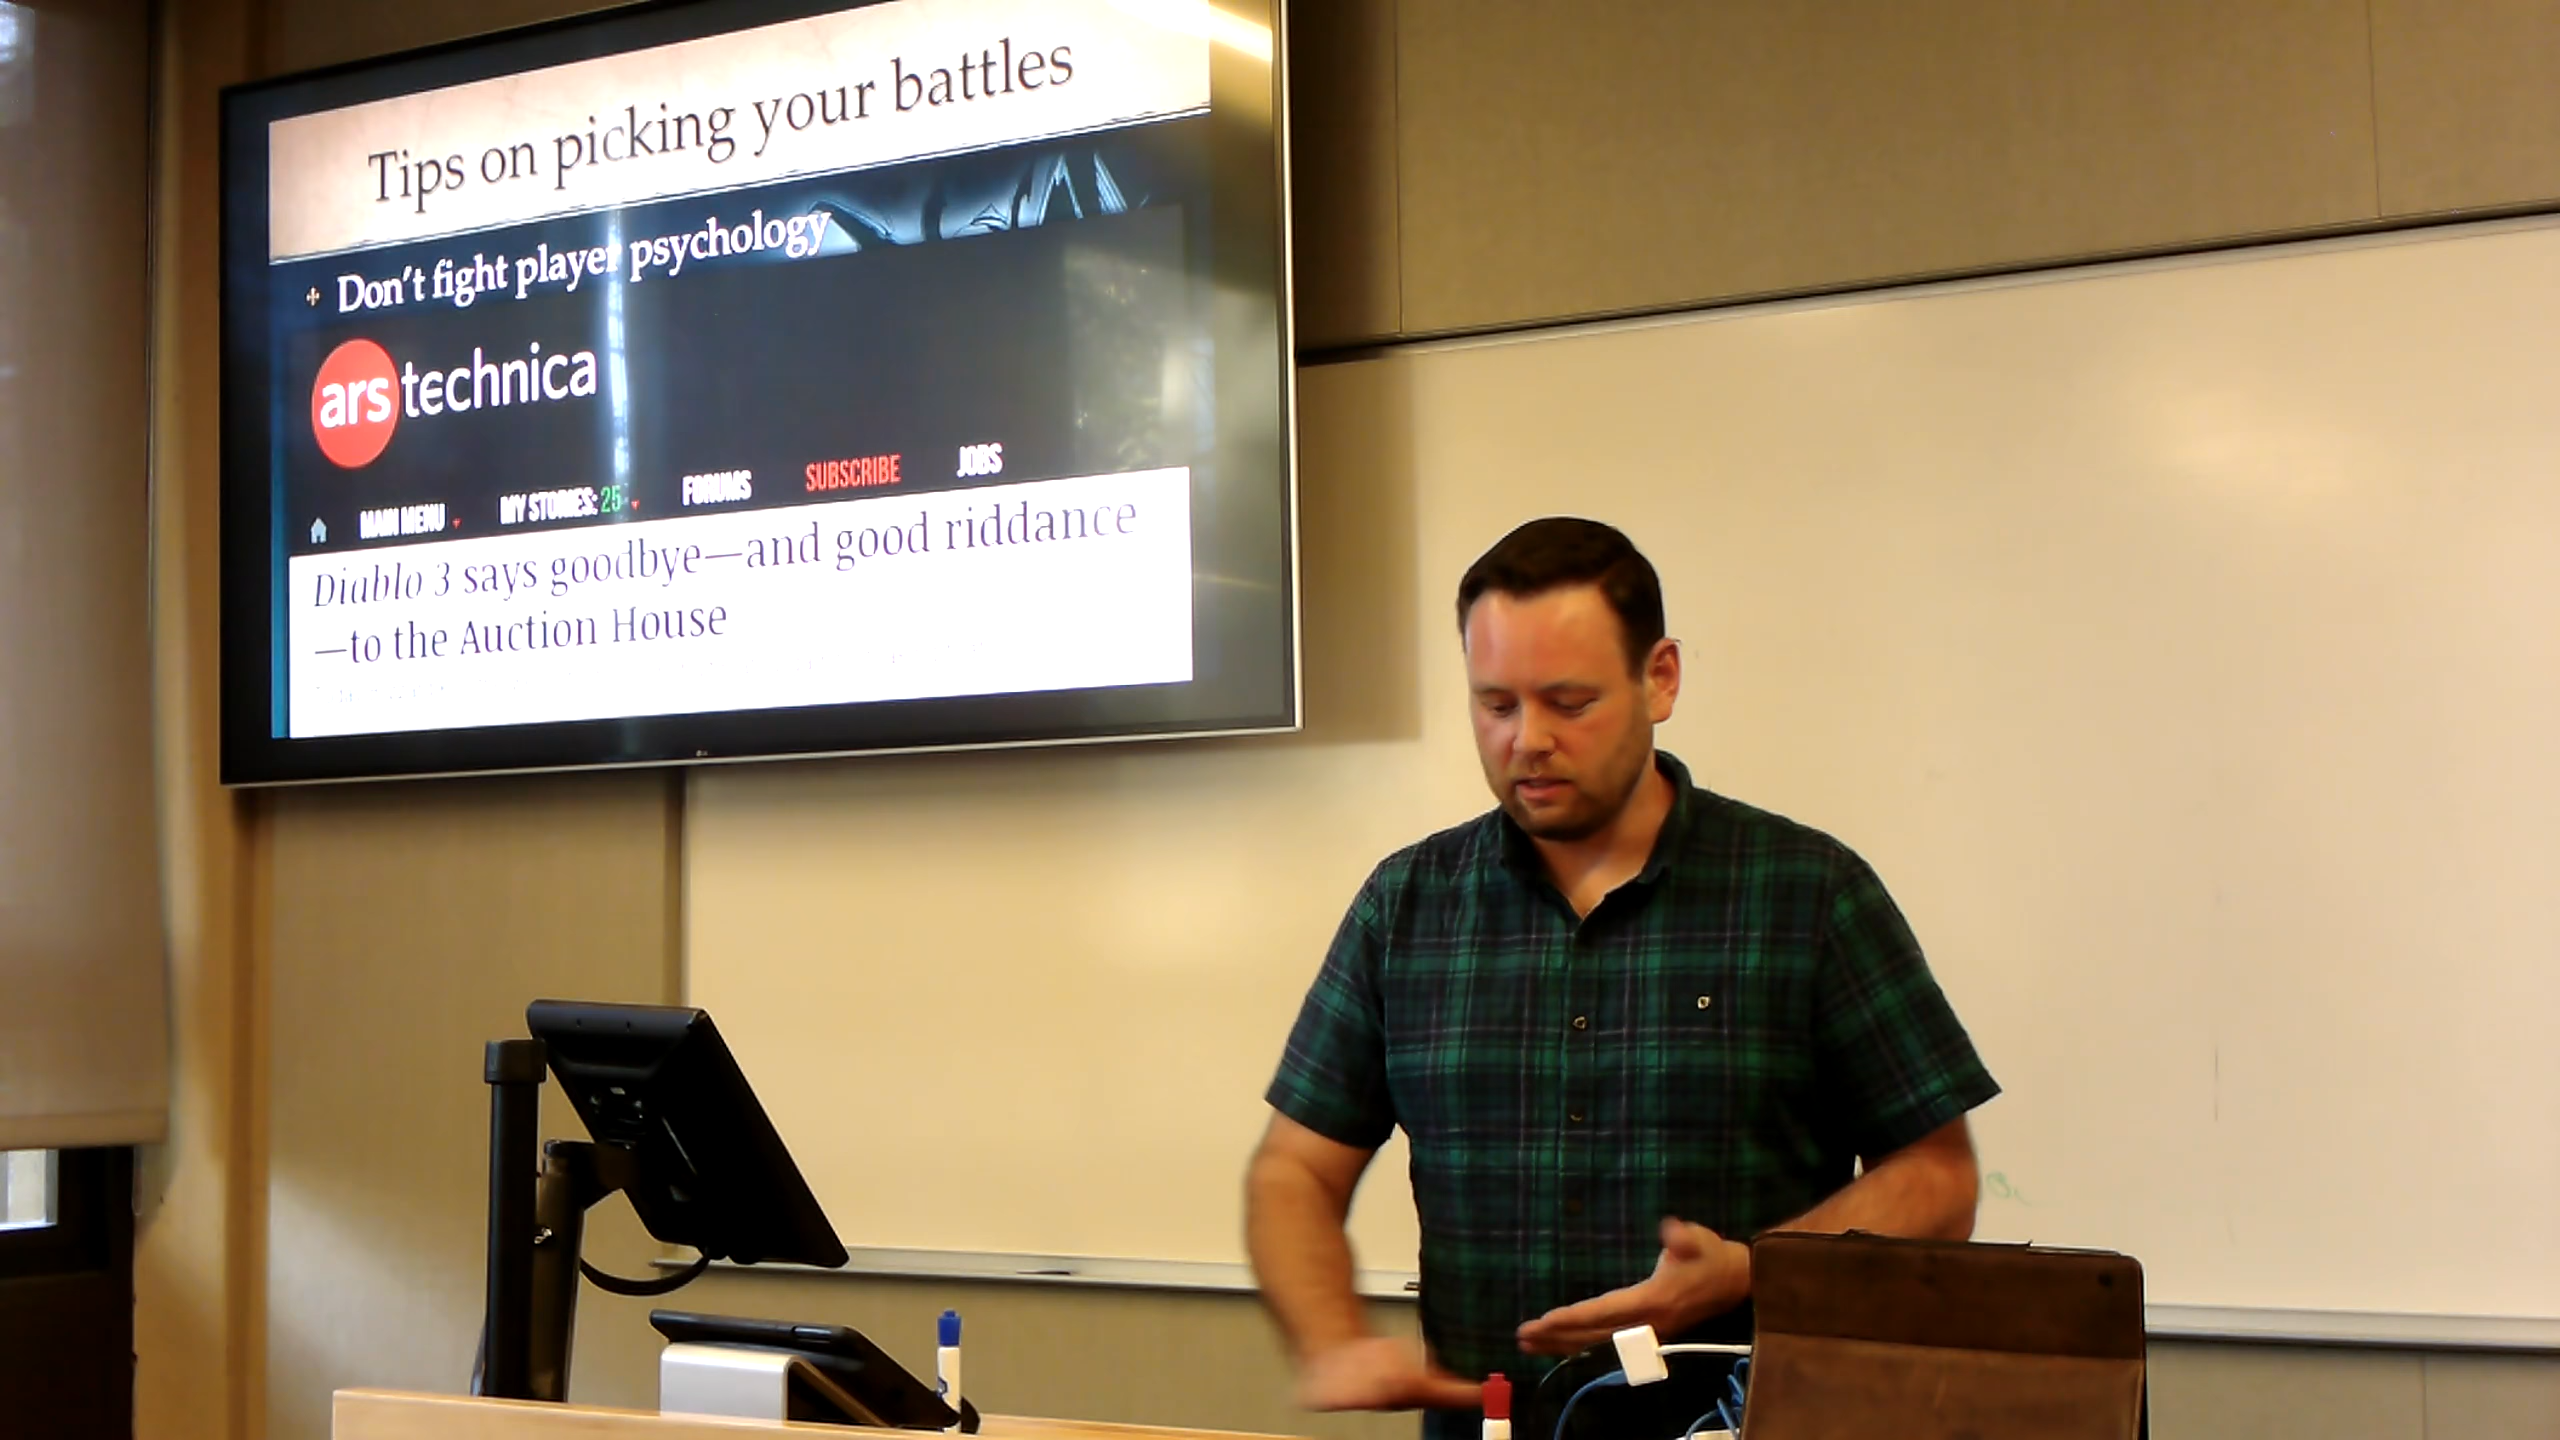 Tips on picking your battles
Don't fight player psychology
ars technica
MAIN MENU MY STORIES: 25 FORUMS SUBSCRIBE JOBS
Diablo 3 says goodbye—and good riddance
—to the Auction House